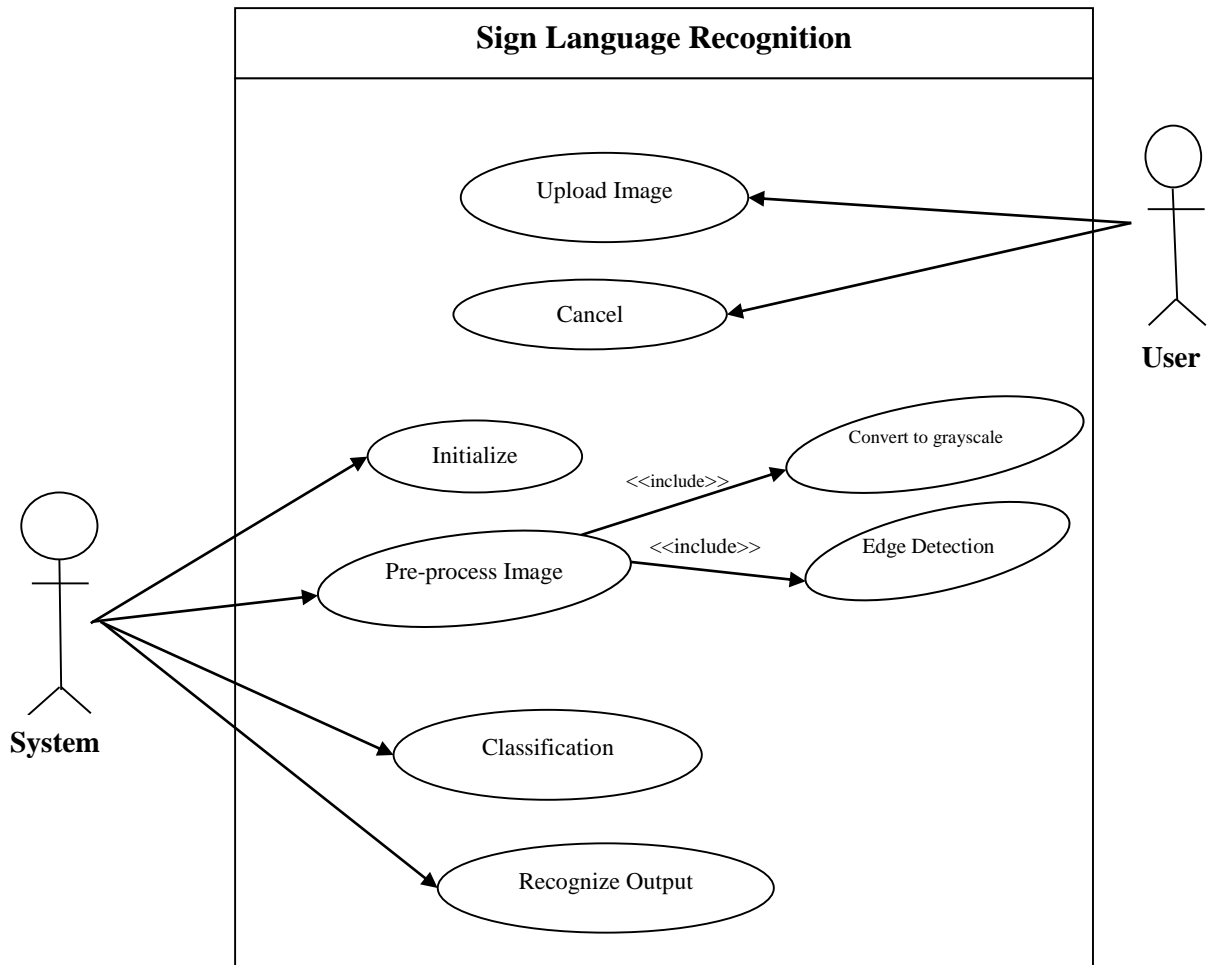 Sign Language Recognition
Upload Image
Cancel
User
Initialize
Convert to grayscale
<<include>>
Pre-process Image
<<include>>
Edge Detection
System
Classification
Recognize Output